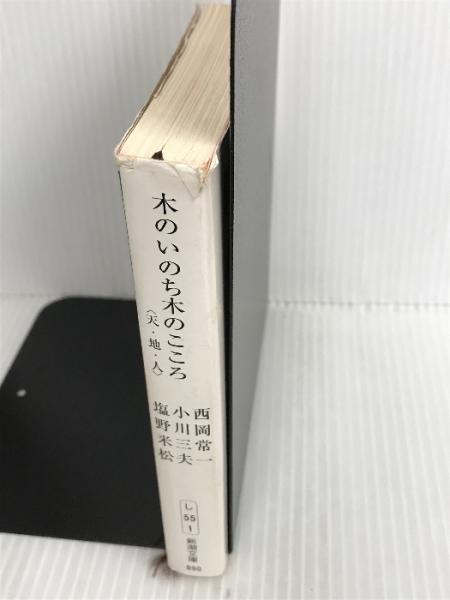 木のいのち木のこころ
〈天・地・人〉
西岡常一
小川三夫
塩野米松
し
55
1
新潮文庫
890